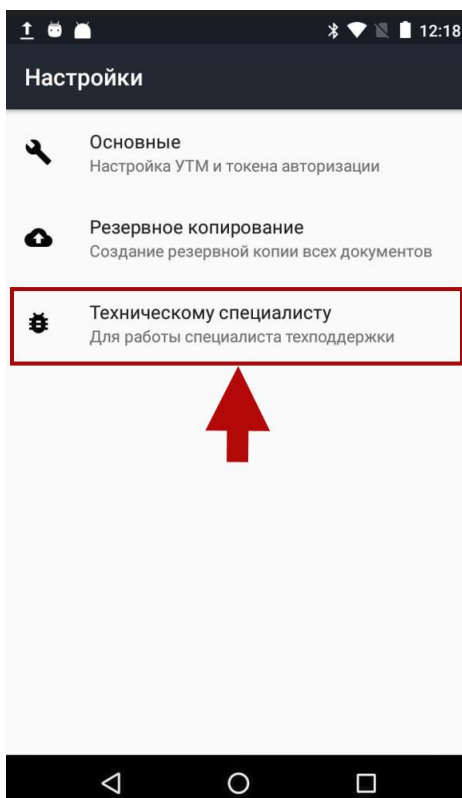 12:18
Настройки
Основные
Настройка УТМ и токена авторизации
Резервное копирование
Создание резервной копии всех документов
Техническому специалисту
Для работы специалиста техподдержки